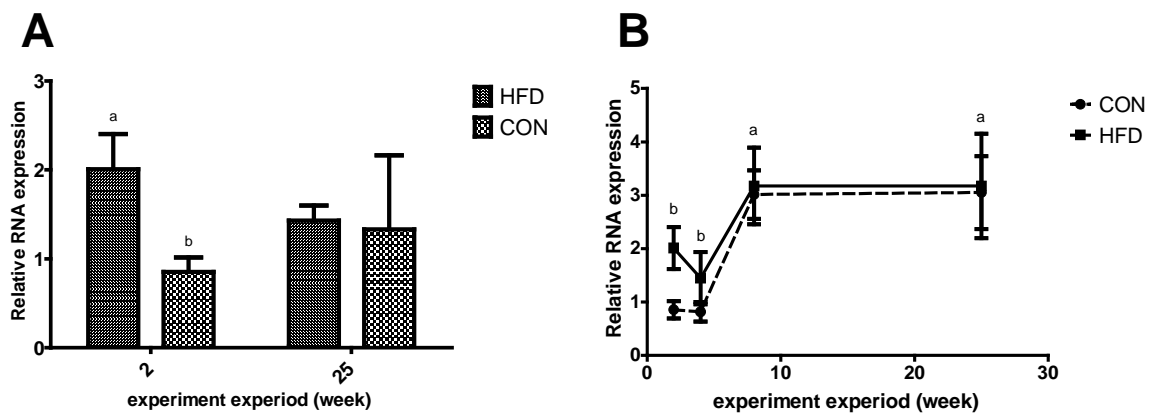 A
Relative RNA expression
3
2
1
0
a
b
2
25
experiment experiod (week)
HFD
CON
B
Relative RNA expression
5
4
3
2
1
0
b
b
a
a
0
10
20
30
experiment experiod (week)
CON
HFD